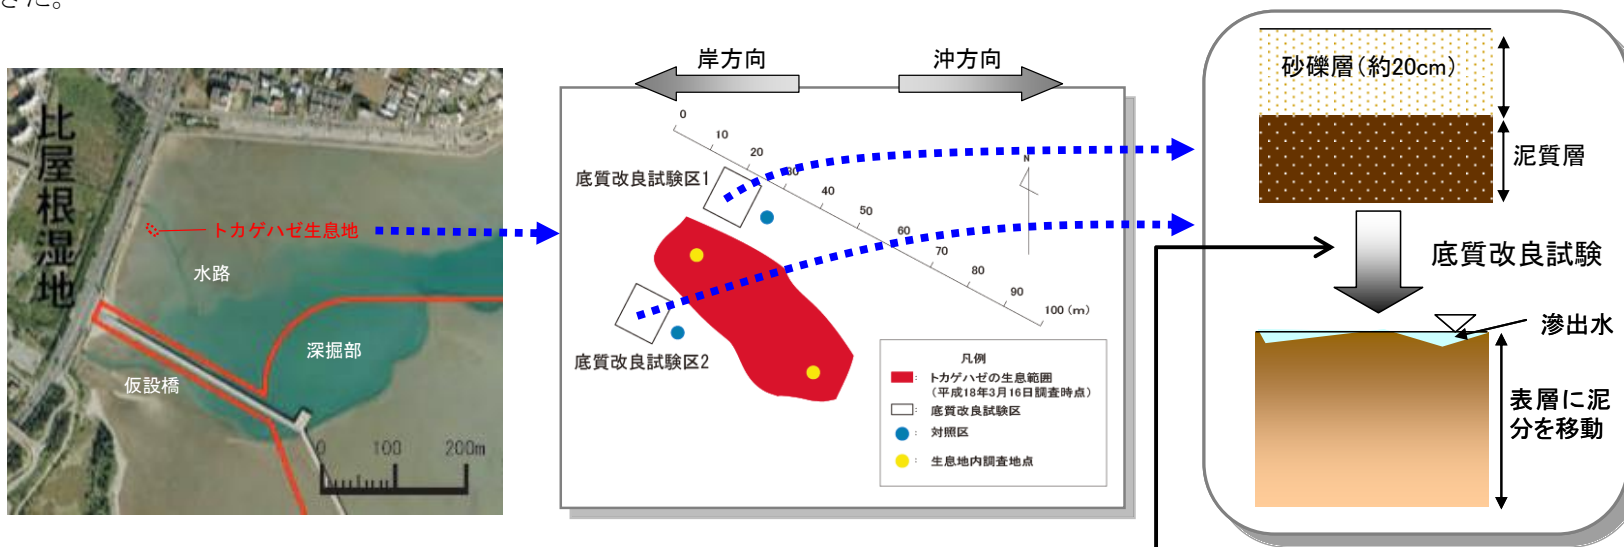 きた。
比屋根湿地
トカゲハゼ生息地
水路
深掘部
仮設橋
0 100 200m
岸方向
沖方向
0
10
20
30
40
50
60
70
80
90
100 (m)
N
底質改良試験区1
底質改良試験区2
凡例
: トカゲハゼの生息範囲
(平成18年3月16日調査時点)
: 底質改良試験区
: 対照区
: 生息地内調査地点
砂礫層(約20cm)
泥質層
底質改良試験
滲出水
表層に泥
分を移動